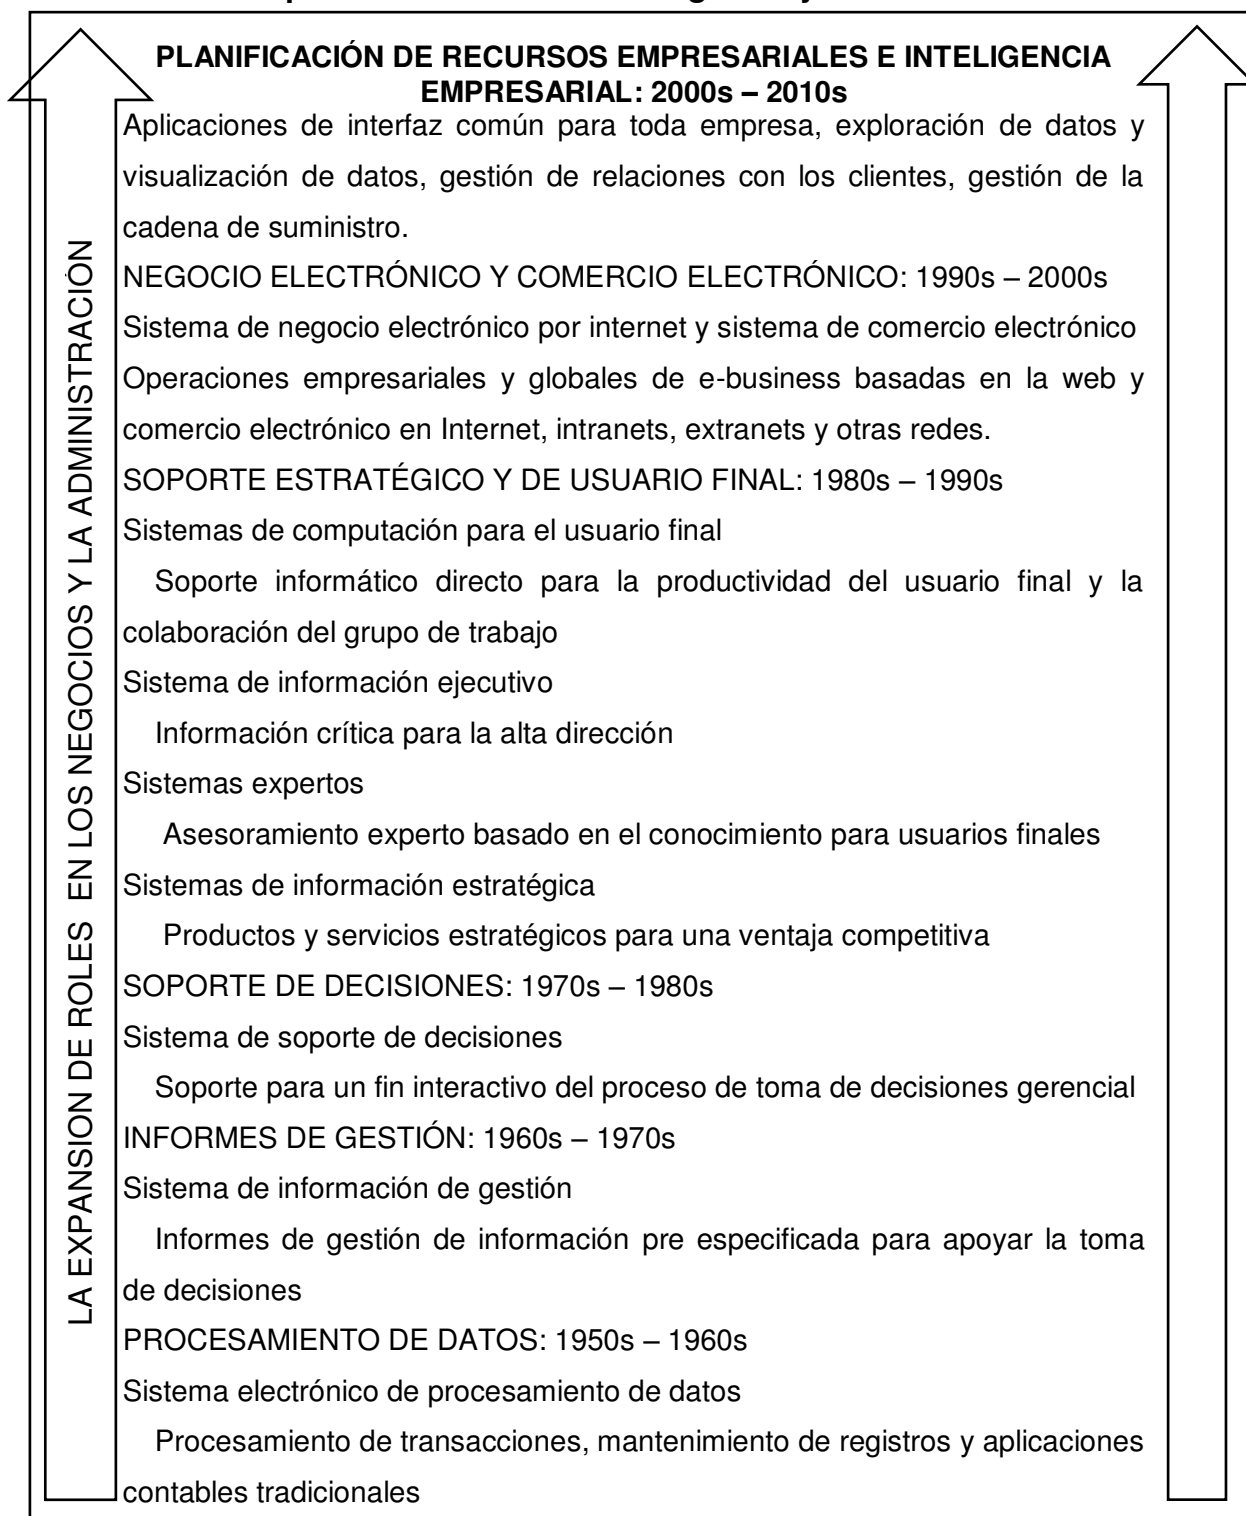 PLANIFICACIÓN DE RECURSOS EMPRESARIALES E INTELIGENCIA
EMPRESARIAL: 2000s – 2010s
Aplicaciones de interfaz común para toda empresa, exploración de datos y
visualización de datos, gestión de relaciones con los clientes, gestión de la
cadena de suministro.
NEGOCIO ELECTRÓNICO Y COMERCIO ELECTRÓNICO: 1990s – 2000s
Sistema de negocio electrónico por internet y sistema de comercio electrónico
Operaciones empresariales y globales de e-business basadas en la web y
comercio electrónico en Internet, intranets, extranets y otras redes.
SOPORTE ESTRATÉGICO Y DE USUARIO FINAL: 1980s – 1990s
Sistemas de computación para el usuario final
Soporte informático directo para la productividad del usuario final y la
colaboración del grupo de trabajo
Sistema de información ejecutivo
Información crítica para la alta dirección
Sistemas expertos
Asesoramiento experto basado en el conocimiento para usuarios finales
Sistemas de información estratégica
Productos y servicios estratégicos para una ventaja competitiva
SOPORTE DE DECISIONES: 1970s – 1980s
Sistema de soporte de decisiones
Soporte para un fin interactivo del proceso de toma de decisiones gerencial
INFORMES DE GESTIÓN: 1960s – 1970s
Sistema de información de gestión
Informes de gestión de información pre especificada para apoyar la toma
de decisiones
PROCESAMIENTO DE DATOS: 1950s – 1960s
Sistema electrónico de procesamiento de datos
Procesamiento de transacciones, mantenimiento de registros y aplicaciones
contables tradicionales
LA EXPANSION DE ROLES EN LOS NEGOCIOS Y LA ADMINISTRACIÓN